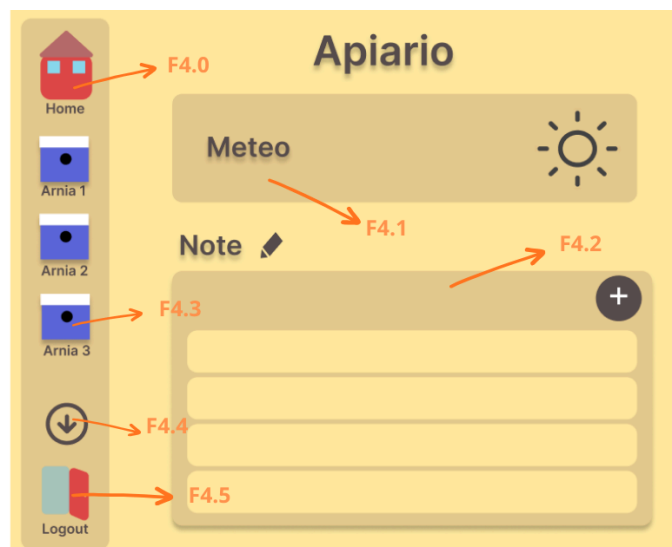 Apiario
F4.0
Home
Meteo
Arnia 1
F4.1
Note
F4.2
Arnia 2
+
F4.3
Arnia 3
F4.4
F4.5
Logout